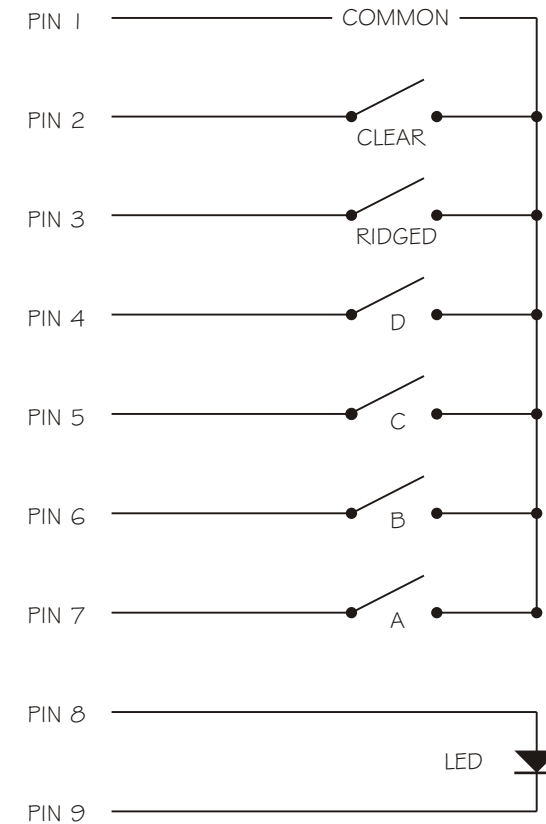 PIN 1 COMMON
PIN 2
CLEAR
PIN 3
RIDGED
PIN 4
D
PIN 5
C
PIN 6
B
PIN 7
A
PIN 8
LED
PIN 9